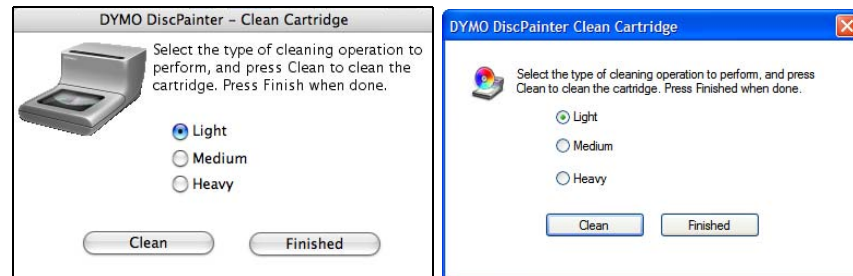 DYMO DiscPainter – Clean Cartridge
Select the type of cleaning operation to
perform, and press Clean to clean the
cartridge. Press Finish when done.
Light
Medium
Heavy
Clean
Finished
DYMO DiscPainter Clean Cartridge
Select the type of cleaning operation to perform, and press
Clean to clean the cartridge. Press Finished when done.
Light
Medium
Heavy
Clean
Finished